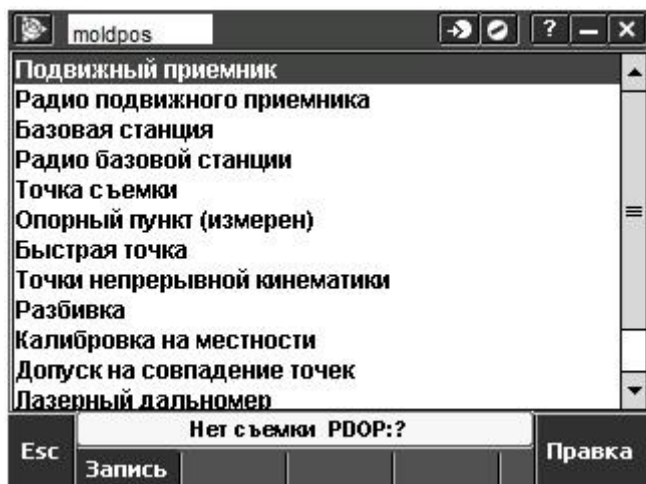 moldpos
?
Подвижный приемник
Радио подвижного приемника
Базовая станция
Радио базовой станции
Точка съемки
Опорный пункт (измерен)
Быстрая точка
Точки непрерывной кинематики
Разбивка
Калибровка на местности
Допуск на совпадение точек
Лазерный дальномер
Нет съемки PDOP:?
Esc
Запись
Правка